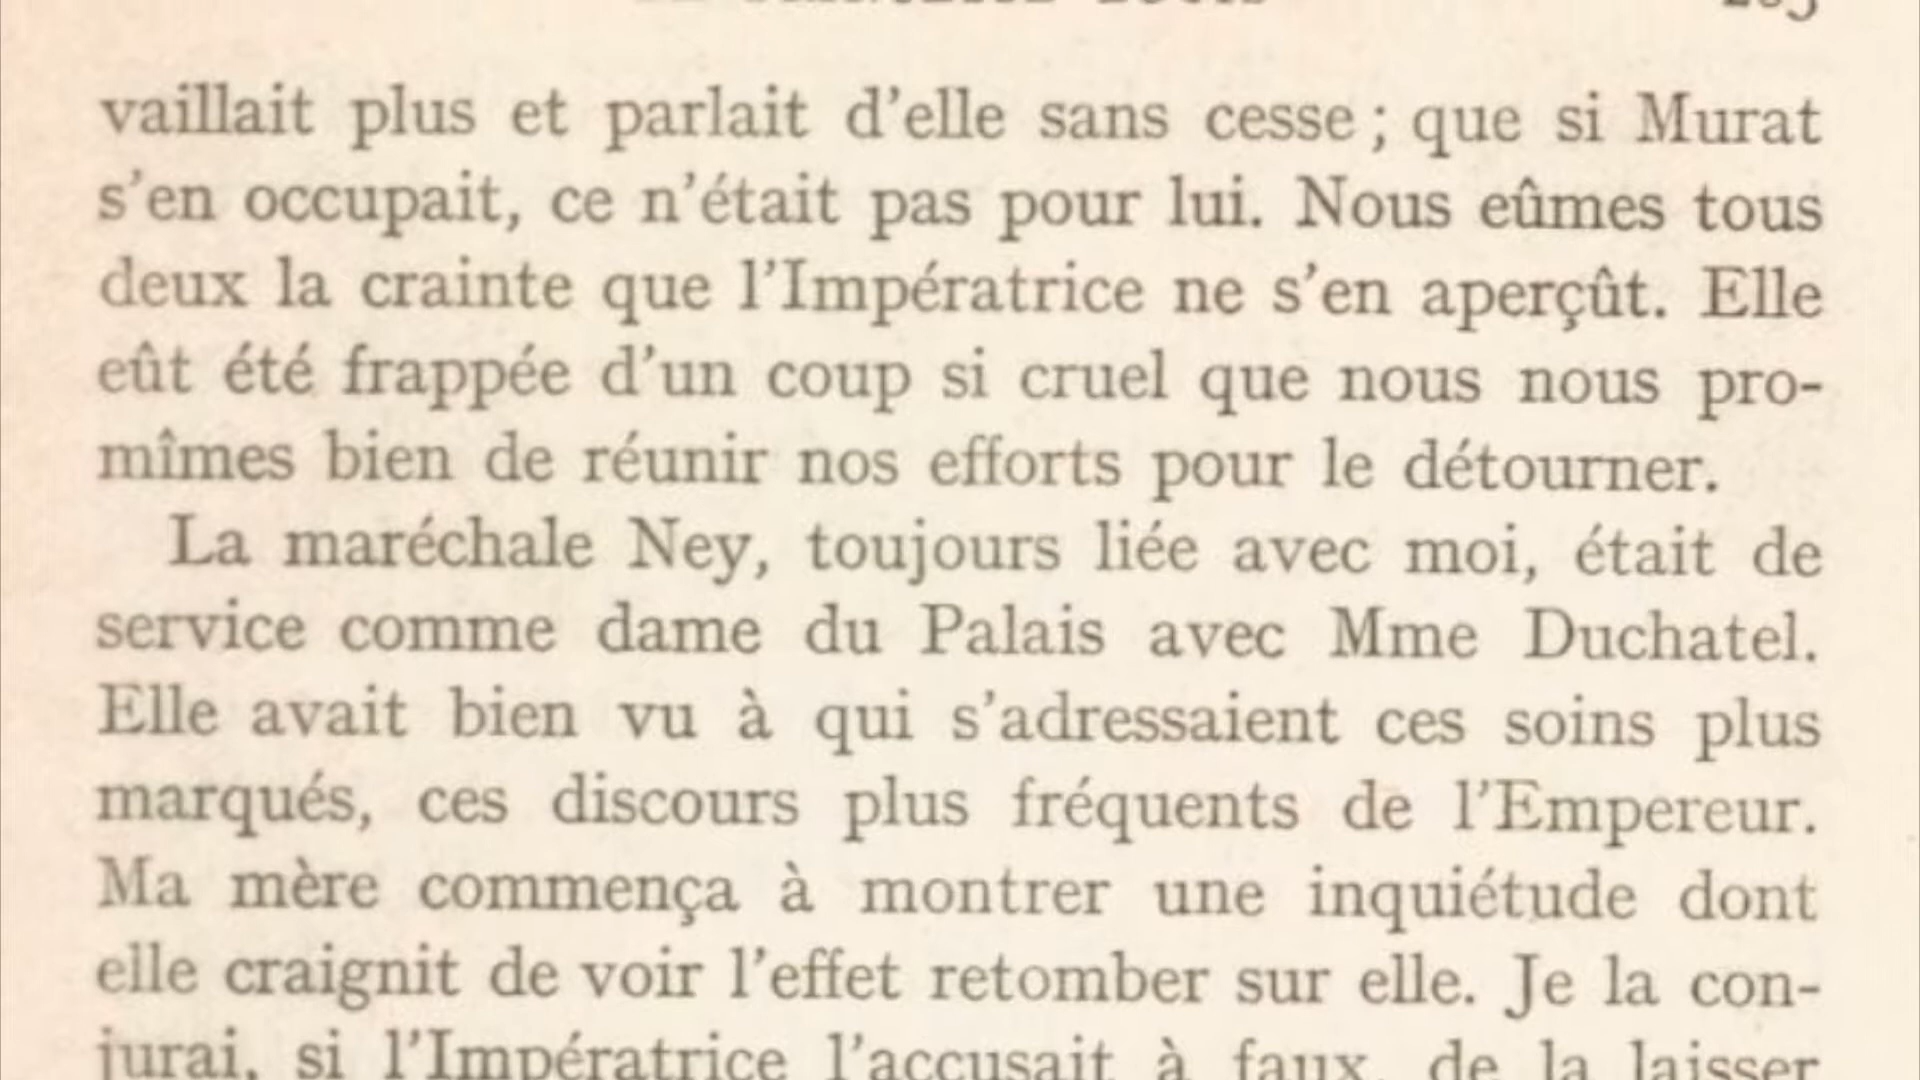 vaillait plus et parlait d'elle sans cesse ; que si Murat
s'en occupait, ce n'était pas pour lui. Nous eûmes tous
deux la crainte que l'Impératrice ne s'en aperçût. Elle
eût été frappée d'un coup si cruel que nous nous pro-
mîmes bien de réunir nos efforts pour le détourner.
La maréchale Ney, toujours liée avec moi, était de
service comme dame du Palais avec Mme Duchatel.
Elle avait bien vu à qui s'adressaient ces soins plus
marqués, ces discours plus fréquents de l'Empereur.
Ma mère commença à montrer une inquiétude dont
elle craignit de voir l'effet retomber sur elle. Je la con-
jurai, si l'Impératrice l'accusait à faux, de la laisser